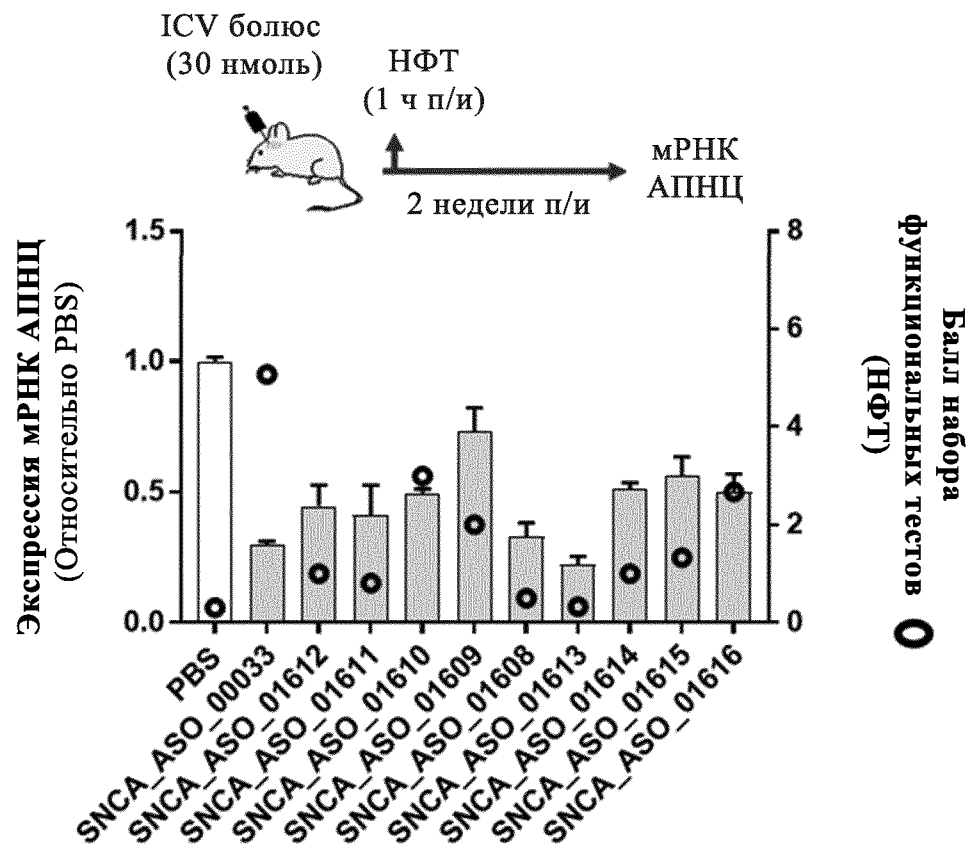 ICV болюс
(30 нмоль)
НФТ
(1 ч п/и)
мРНК
АПНЦ
2 недели п/и
Экспрессия мРНК АПНЦ
(Относительно PBS)
1.5
1.0
0.5
0.0
8
6
4
2
0
Балл набора
функциональных тестов
(НФТ)
PBS
SNCA_ASO_00033
SNCA_ASO_01612
SNCA_ASO_01611
SNCA_ASO_01610
SNCA_ASO_01609
SNCA_ASO_01608
SNCA_ASO_01613
SNCA_ASO_01614
SNCA_ASO_01615
SNCA_ASO_01616